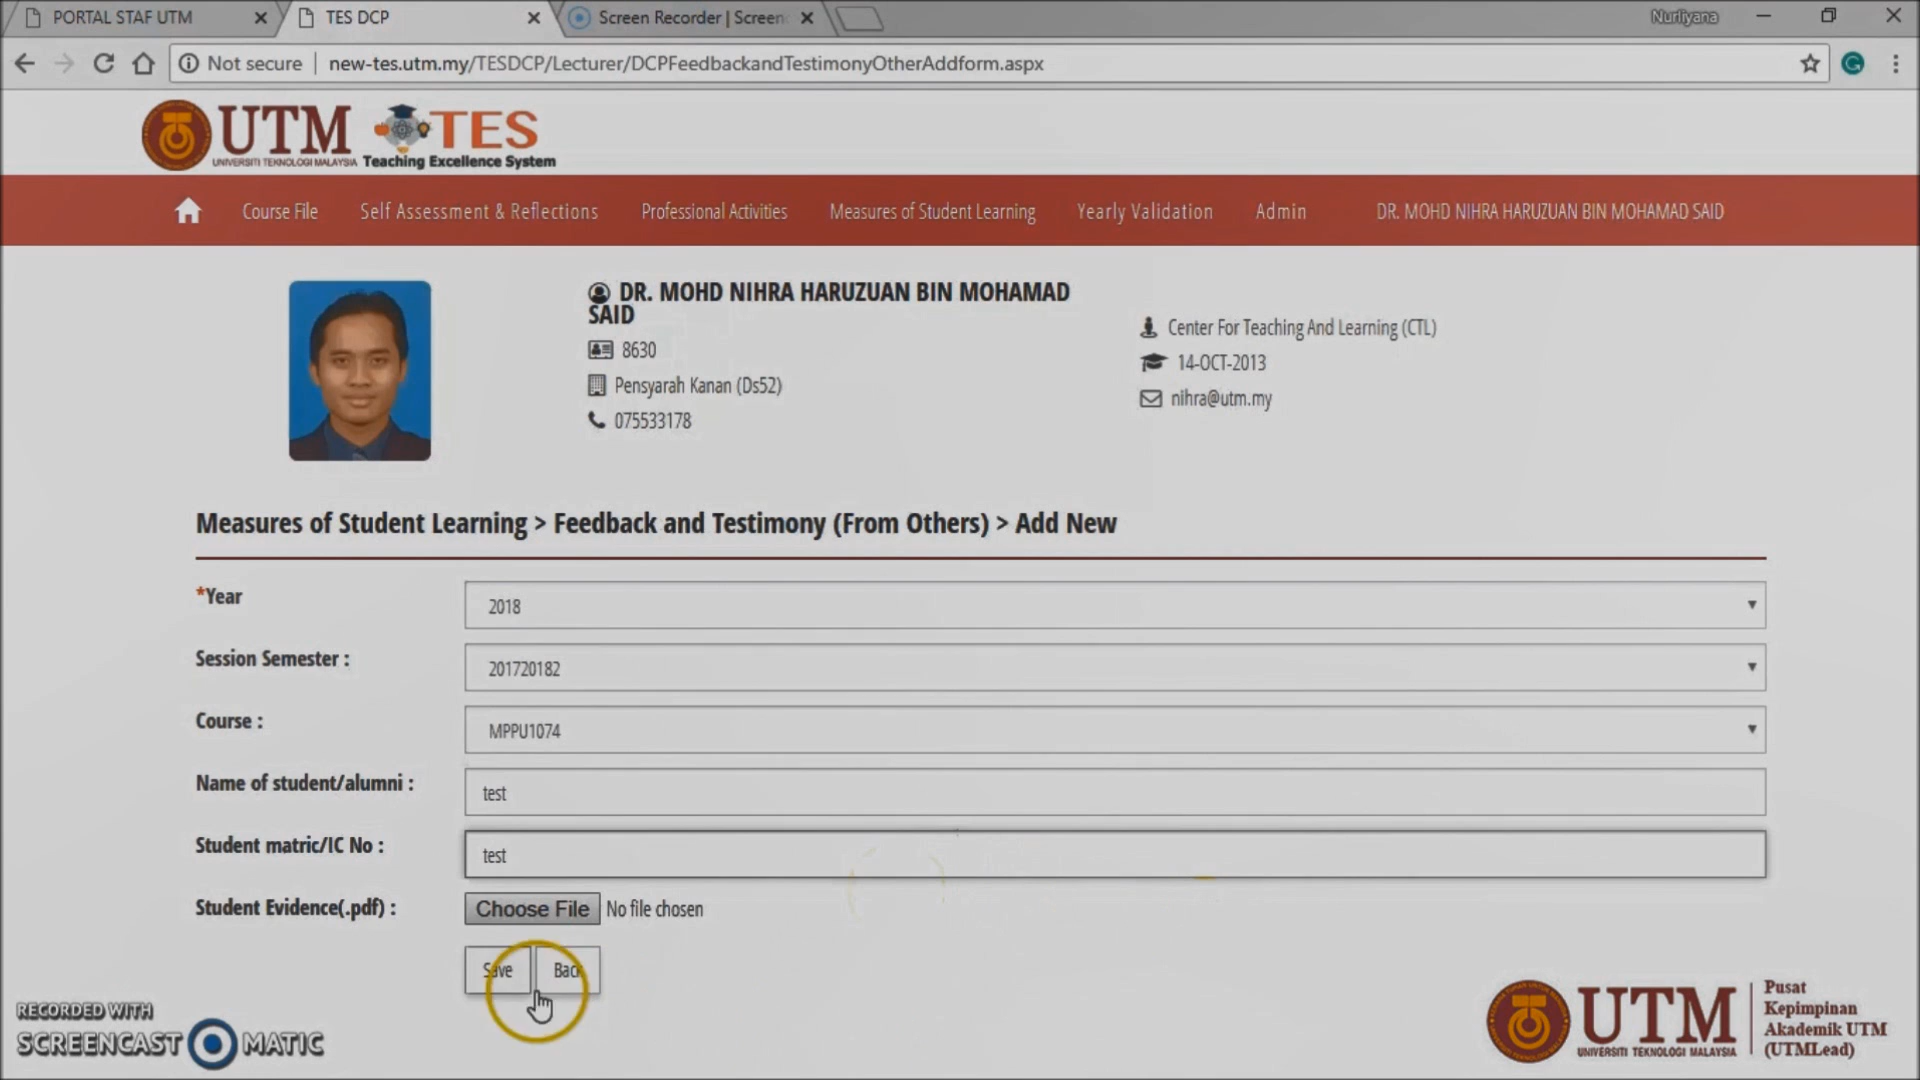 PORTAL STAF UTM
TES DCP
Screen Recorder | Screen
Nurliyana
Not secure
new-tes.utm.my/TESDCP/Lecturer/DCPFeedbackandTestimonyOtherAddform.aspx
UTM
UNIVERSITI TEKNOLOGI MALAYSIA
TES
Teaching Excellence System
Course File
Self Assessment & Reflections
Professional Activities
Measures of Student Learning
Yearly Validation
Admin
DR. MOHD NIHRA HARUZUAN BIN MOHAMAD SAID
DR. MOHD NIHRA HARUZUAN BIN MOHAMAD
SAID
8630
Pensyarah Kanan (Ds52)
075533178
Center For Teaching And Learning (CTL)
14-OCT-2013
nihra@utm.my
Measures of Student Learning > Feedback and Testimony (From Others) > Add New
*Year
2018
Session Semester :
201720182
Course :
MPPU1074
Name of student/alumni :
test
Student matric/IC No :
test
Student Evidence(.pdf) :
Choose File No file chosen
Save
Back
RECORDED WITH
SCREENCAST MATIC
UTM
UNIVERSITI TEKNOLOGI MALAYSIA
Pusat
Kepimpinan
Akademik UTM
(UTMLead)